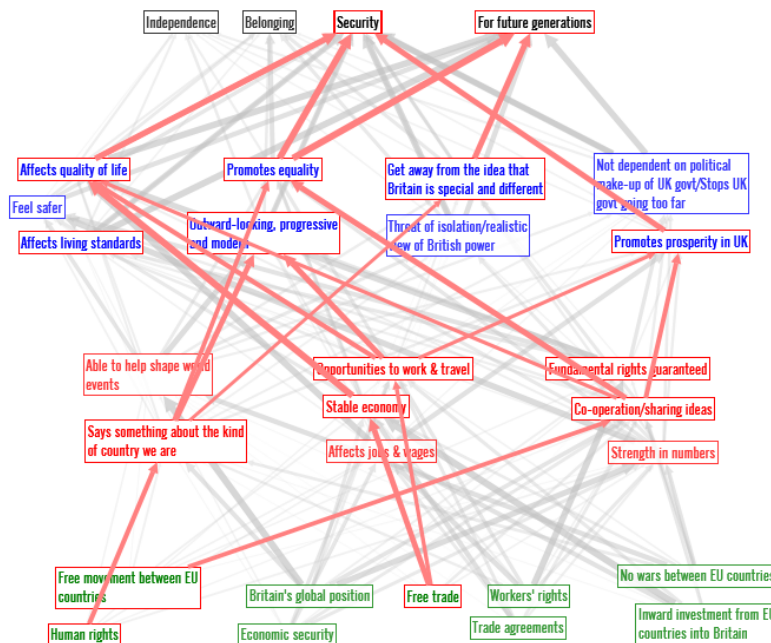 Independence
Belonging
Security
For future generations
Affects quality of life
Promotes equality
Get away from the idea that
Britain is special and different
Not dependent on political
make-up of UK govt/Stops UK
govt going too far
Feel safer
Affects living standards
Outward-looking, progressive
and modern
Threat of isolation/realistic
view of British power
Promotes prosperity in UK
Able to help shape world
events
Opportunities to work & travel
Fundamental rights guaranteed
Stable economy
Co-operation/sharing ideas
Says something about the kind
of country we are
Affects jobs & wages
Strength in numbers
Free movement between EU
countries
Britain's global position
Free trade
Workers' rights
No wars between EU countries
Human rights
Economic security
Trade agreements
Inward investment from E
countries into Britain